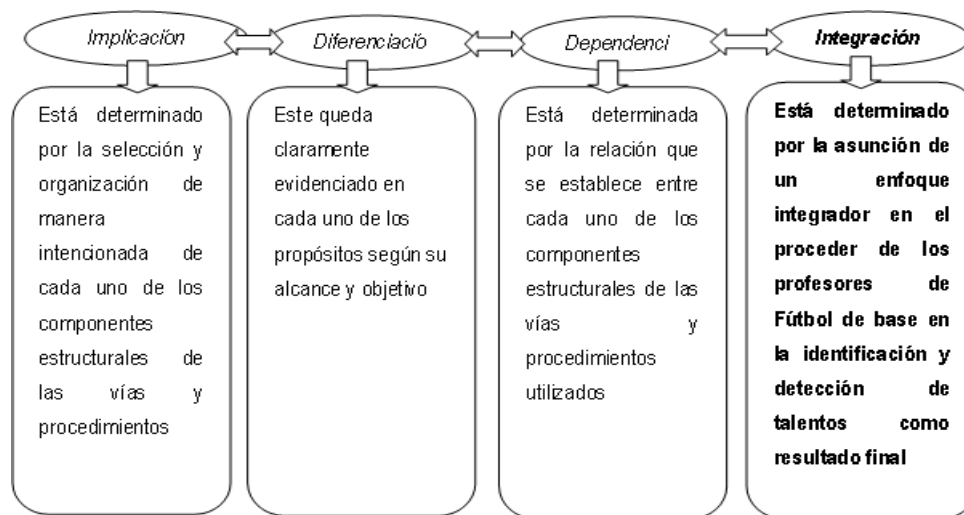 Implicación
Diferenciació
Dependenci
Integración
Está determinado
por la selección y
organización de
manera
intencionada de
cada uno de los
componentes
estructurales de
las vías y
procedimientos
Este queda
claramente
evidenciado en
cada uno de los
propósitos según su
alcance y objetivo
Está determinada
por la relación que
se establece entre
cada uno de los
componentes
estructurales de las
vías y
procedimientos
utilizados
Está determinado
por la asunción de
un enfoque
integrador en el
proceder de los
profesores de
Fútbol de base en
la identificación y
detección de
talentos como
resultado final